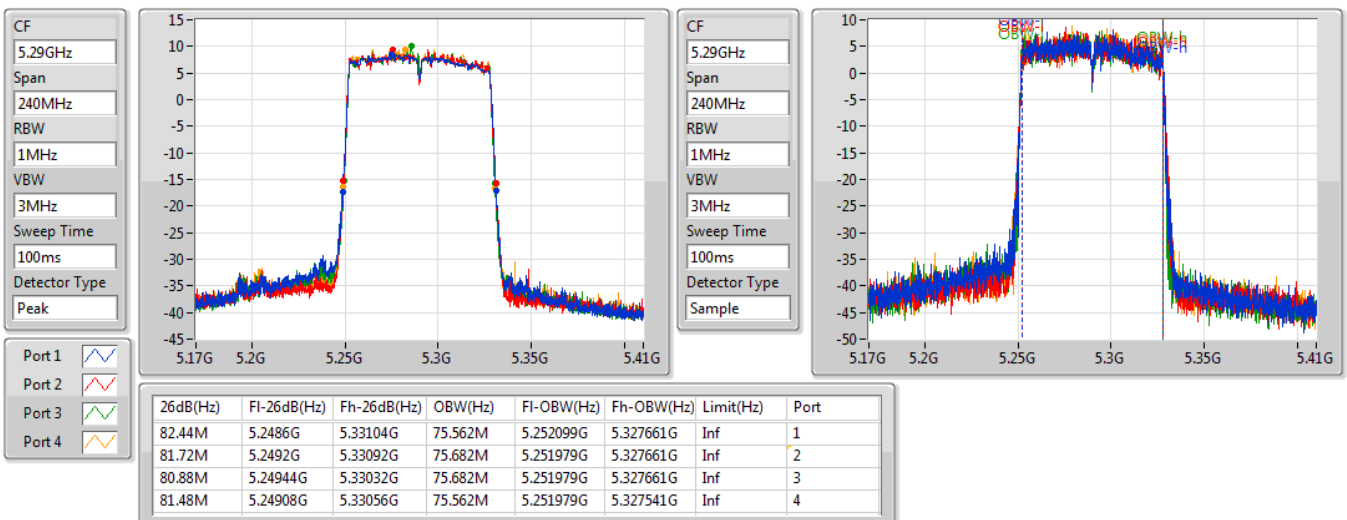 CF
5.29GHz
Span
240MHz
RBW
1MHz
VBW
3MHz
Sweep Time
100ms
Detector Type
Peak
15
10
5
0
-5
-10
-15
-20
-25
-30
-35
-40
-45
5.17G 5.2G 5.25G 5.3G 5.35G 5.41G
CF
5.29GHz
Span
240MHz
RBW
1MHz
VBW
3MHz
Sweep Time
100ms
Detector Type
Sample
10
5
0
-5
-10
-15
-20
-25
-30
-35
-40
-45
-50
OBW-h
5.17G 5.2G 5.25G 5.3G 5.35G 5.41G
Port 1
Port 2
Port 3
Port 4
26dB(Hz) Fl-26dB(Hz) Fh-26dB(Hz) OBW(Hz) Fl-OBW(Hz) Fh-OBW(Hz) Limit(Hz) Port
82.44M 5.2486G 5.33104G 75.562M 5.252099G 5.327661G Inf 1
81.72M 5.2492G 5.33092G 75.682M 5.251979G 5.327661G Inf 2
80.88M 5.24944G 5.33032G 75.682M 5.251979G 5.327661G Inf 3
81.48M 5.24908G 5.33056G 75.562M 5.251979G 5.327541G Inf 4